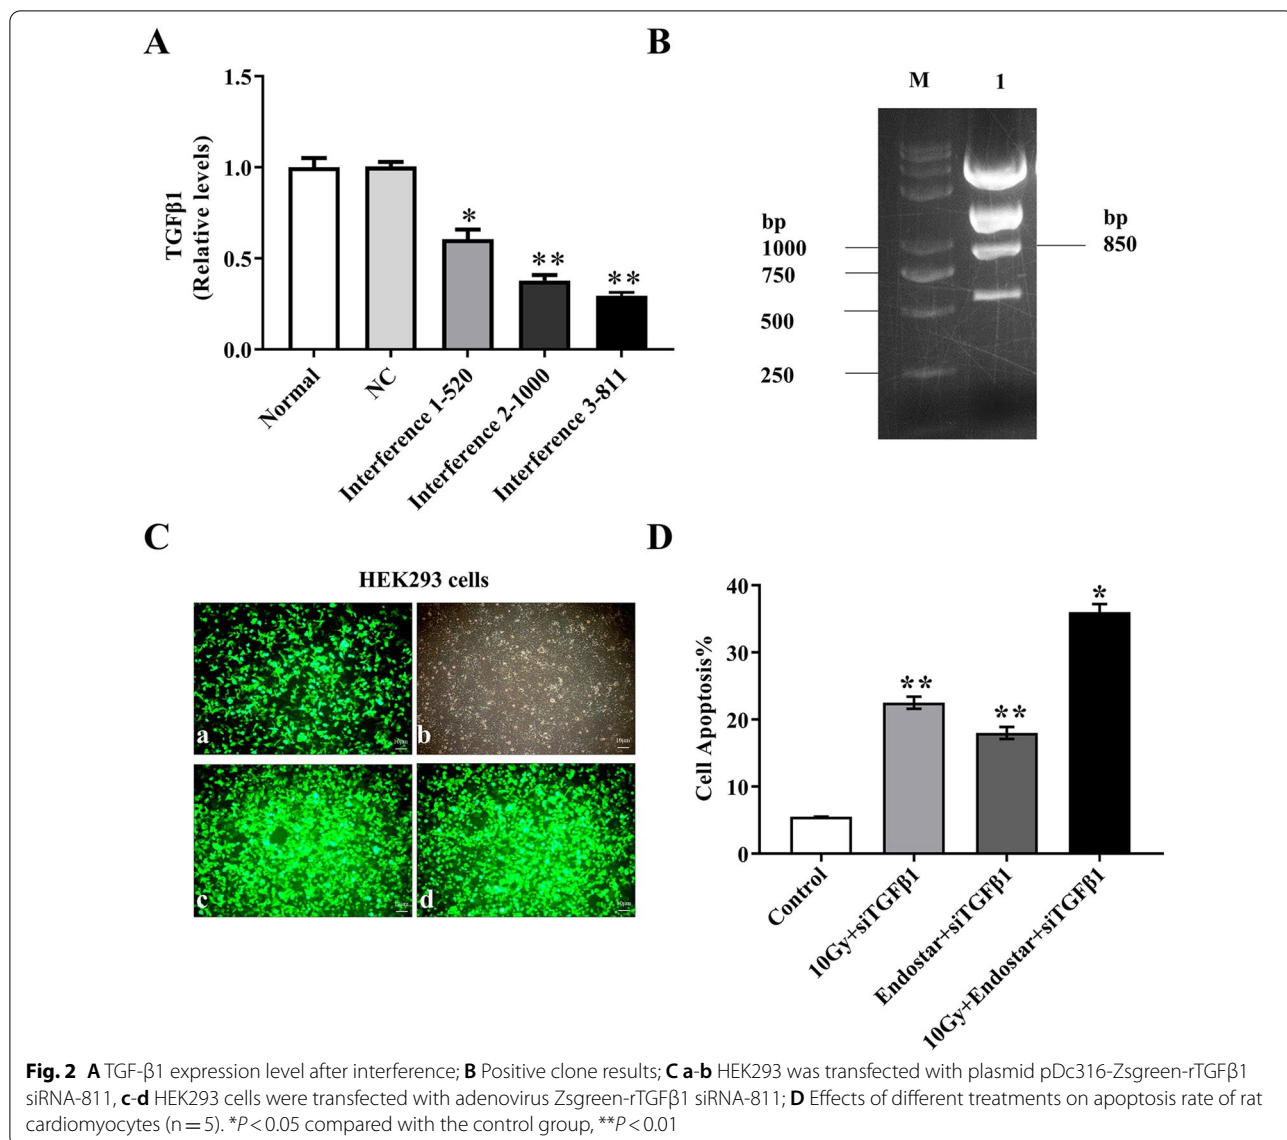 A
1.5
1.0
0.5
0.0
TGFβ1
(Relative levels)
*
**
**
Normal
NC
Interference 1-520
Interference 2-1000
Interference 3-811
B
M 1
bp
1000
750
500
250
bp
850
C
HEK293 cells
a
b
c
d
10μm
D
40
30
20
10
0
Cell Apoptosis%
**
**
*
Control
10Gy+siTGFβ1
Endostar+siTGFβ1
10Gy+Endostar+siTGFβ1
Fig. 2 A TGF-β1 expression level after interference; B Positive clone results; C a-b HEK293 was transfected with plasmid pDc316-Zsgreen-rTGFβ1
siRNA-811, c-d HEK293 cells were transfected with adenovirus Zsgreen-rTGFβ1 siRNA-811; D Effects of different treatments on apoptosis rate of rat
cardiomyocytes (n = 5). *P < 0.05 compared with the control group, **P < 0.01